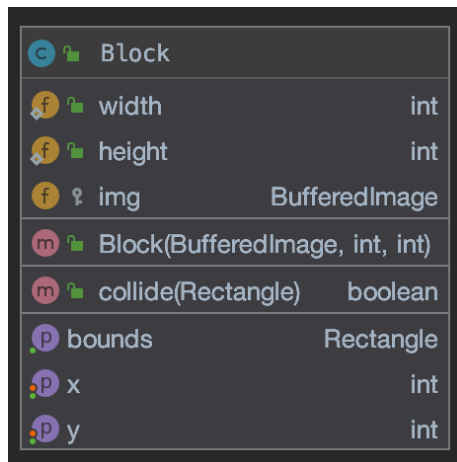 C Block
f width int
f height int
f img BufferedImage
m Block(BufferedImage, int, int)
m collide(Rectangle) boolean
p bounds Rectangle
p x int
p y int